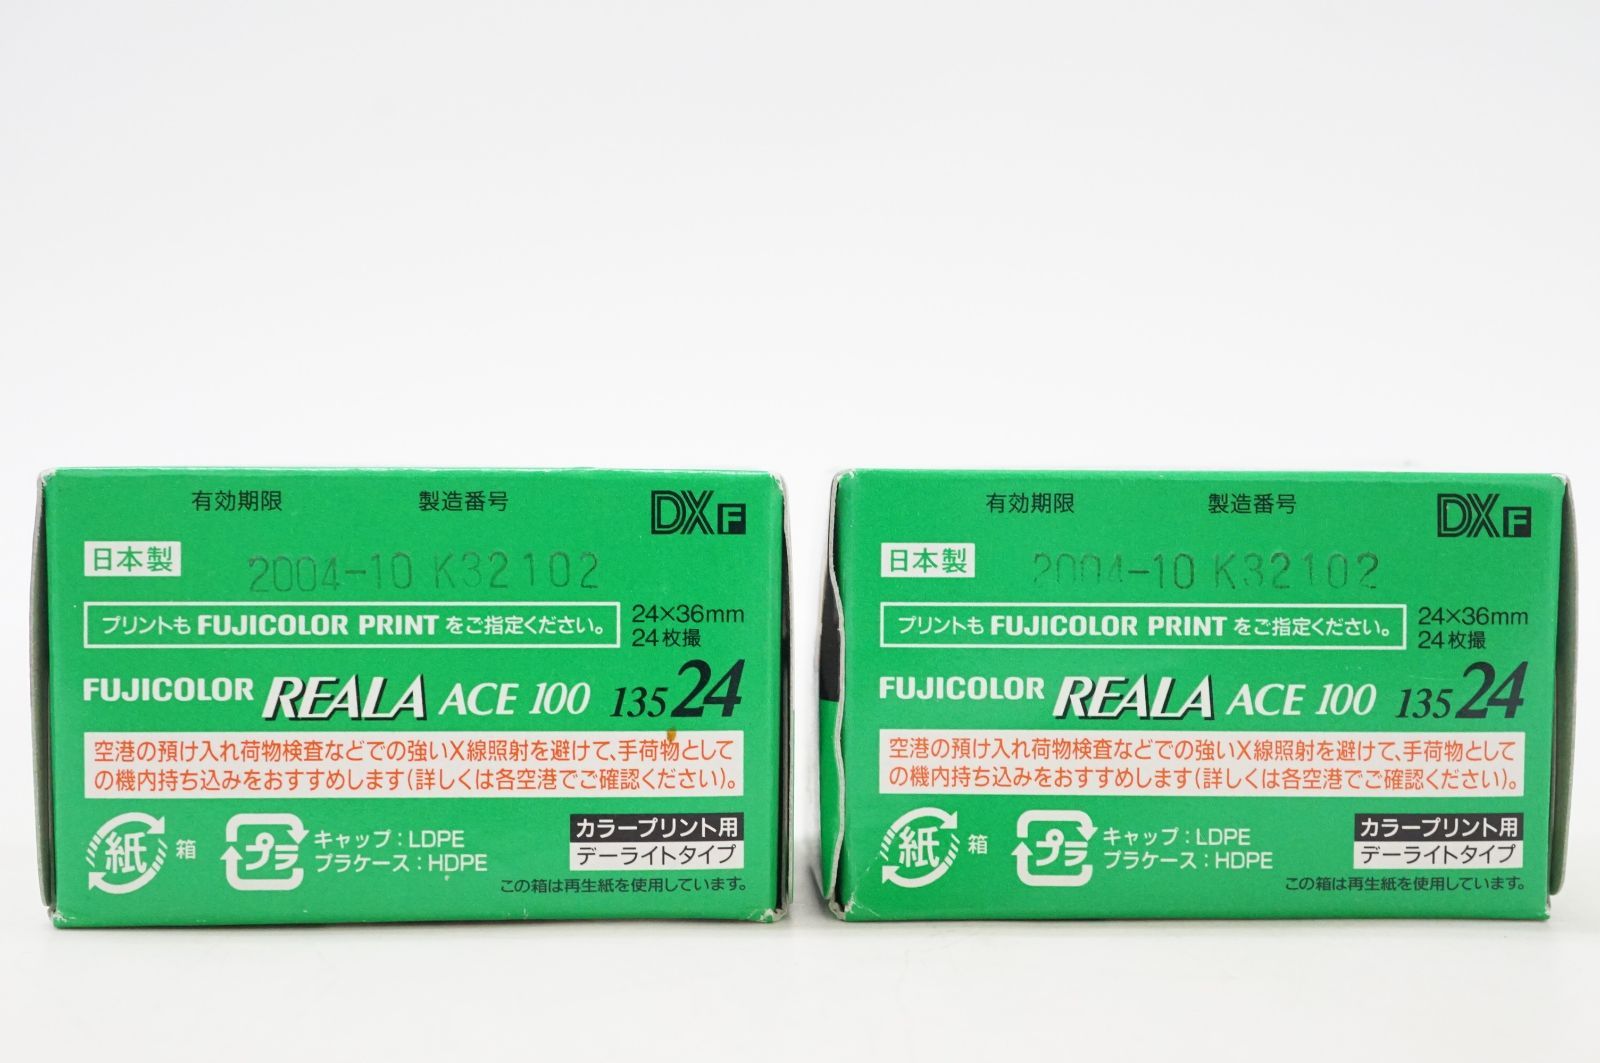 有効期限 製造番号 DX F
日本製
2004-10 K32102
プリントも FUJICOLOR PRINT をご指定ください。
24×36mm
24枚撮
FUJICOLOR REALA ACE 100 135 24
空港の預け入れ荷物検査などでの強いX線照射を避けて、手荷物として
の機内持ち込みをおすすめします(詳しくは各空港でご確認ください)。
紙 箱
プラ
キャップ：LDPE
プラケース：HDPE
カラープリント用
デーライトタイプ
この箱は再生紙を使用しています。
有効期限 製造番号 DX F
日本製
2004-10 K32102
プリントも FUJICOLOR PRINT をご指定ください。
24×36mm
24枚撮
FUJICOLOR REALA ACE 100 135 24
空港の預け入れ荷物検査などでの強いX線照射を避けて、手荷物として
の機内持ち込みをおすすめします(詳しくは各空港でご確認ください)。
紙 箱
プラ
キャップ：LDPE
プラケース：HDPE
カラープリント用
デーライトタイプ
この箱は再生紙を使用しています。